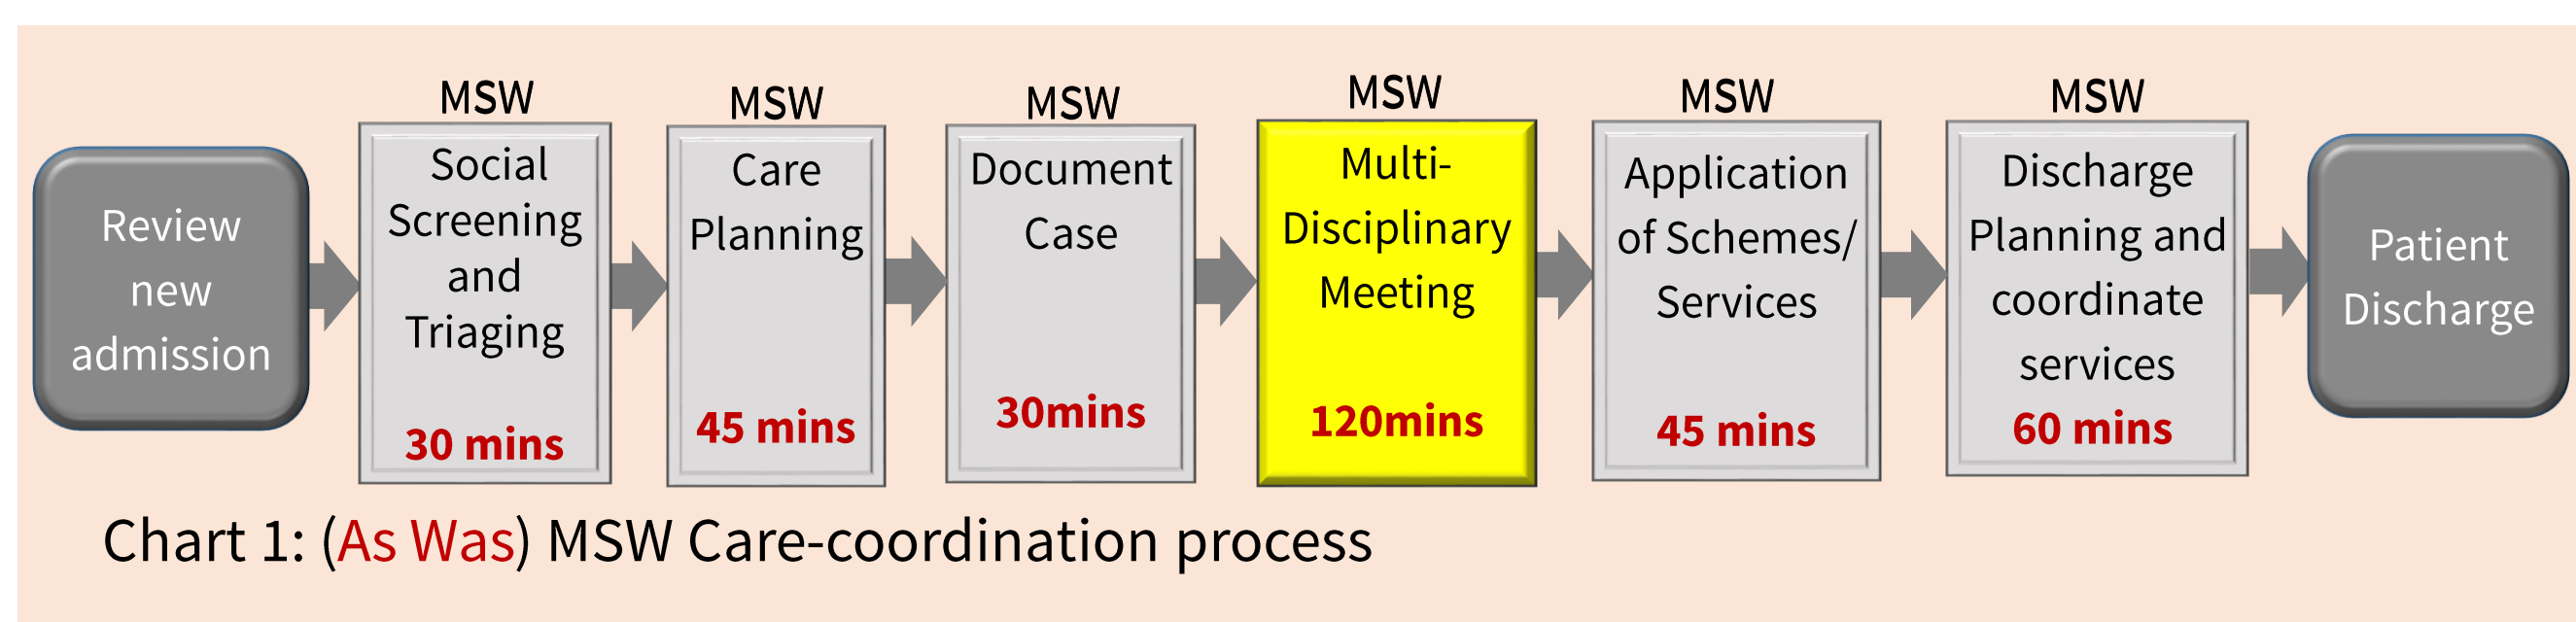 Review
new
admission
MSW
Social
Screening
and
Triaging
30 mins
MSW
Care
Planning
45 mins
MSW
Document
Case
30mins
MSW
Multi-
Disciplinary
Meeting
120mins
MSW
Application
of Schemes/
Services
45 mins
MSW
Discharge
Planning and
coordinate
services
60 mins
Patient
Discharge
Chart 1: (As Was) MSW Care-coordination process